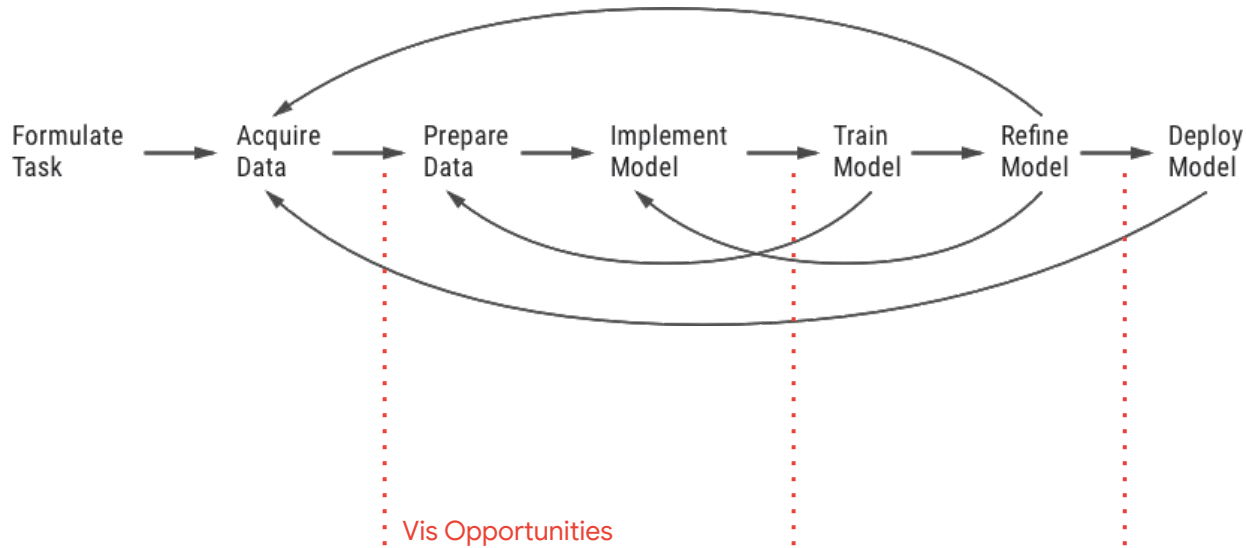 Formulate
Task
Acquire
Data
Prepare
Data
Implement
Model
Train
Model
Refine
Model
Deploy
Model
Vis Opportunities